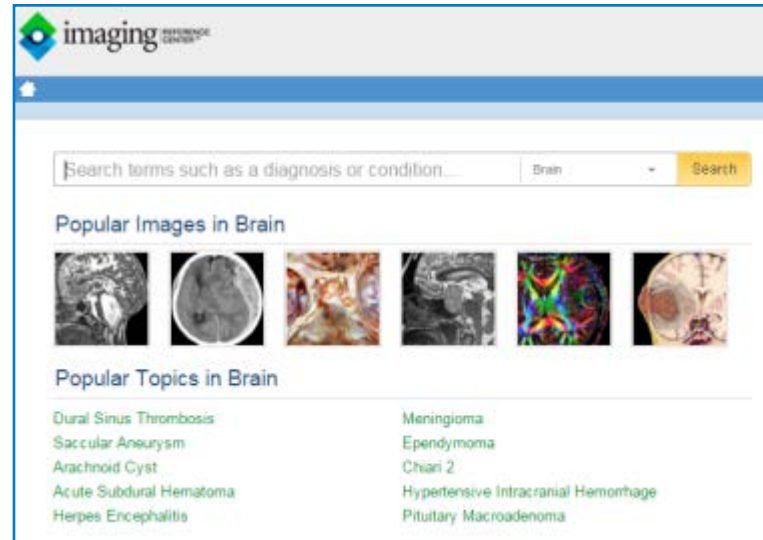 imaging REFERENCE CENTER™
Search terms such as a diagnosis or condition...
Brain
Search
Popular Images in Brain
Popular Topics in Brain
Dural Sinus Thrombosis
Meningioma
Saccular Aneurysm
Ependymoma
Arachnoid Cyst
Chiari 2
Acute Subdural Hematoma
Hypertensive Intracranial Hemorrhage
Herpes Encephalitis
Pituitary Macroadenoma